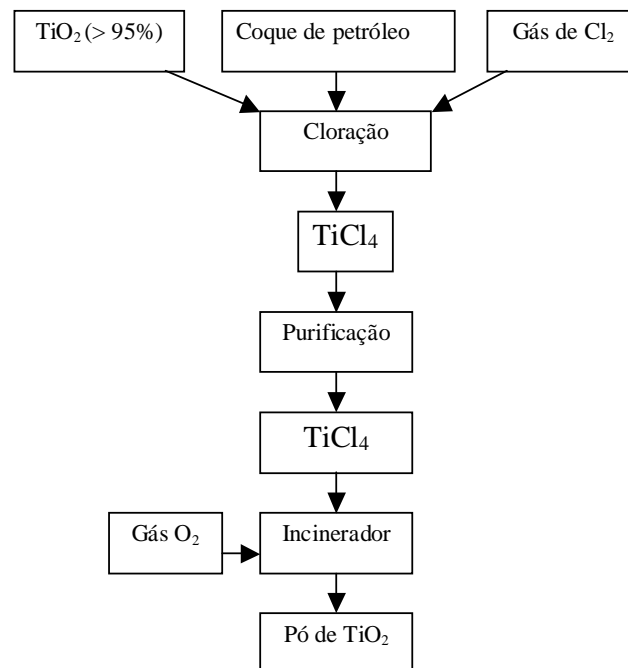 TiO₂ (> 95%)
Coque de petróleo
Gás de Cl₂
Cloração
TiCl₄
Purificação
TiCl₄
Gás O₂
Incinerador
Pó de TiO₂